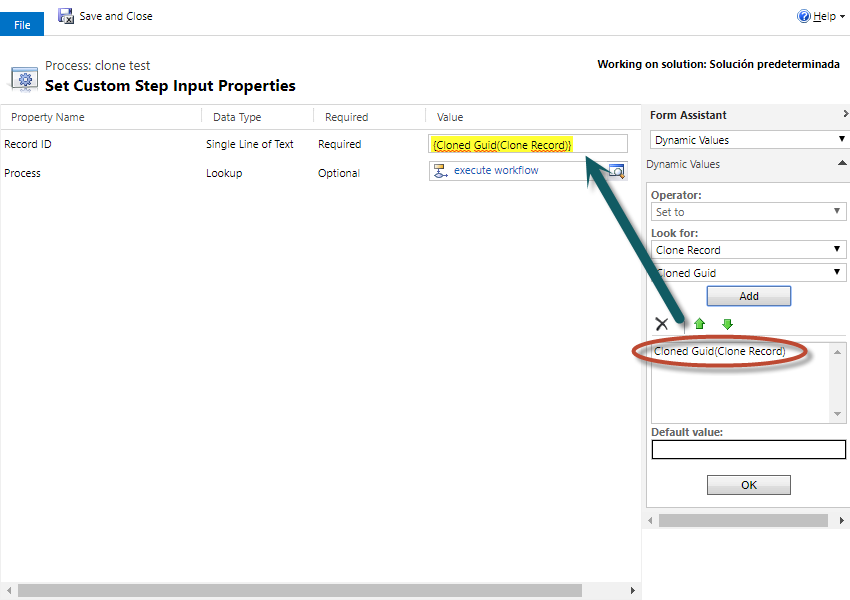 File
Save and Close
Help
Process: clone test
Set Custom Step Input Properties
Working on solution: Solución predeterminada
Property Name Data Type Required Value
Record ID Single Line of Text Required {Cloned Guid(Clone Record)}
Process Lookup Optional execute workflow
Form Assistant
Dynamic Values
Dynamic Values
Operator:
Set to
Look for:
Clone Record
Cloned Guid
Add
Cloned Guid(Clone Record)
Default value:
OK